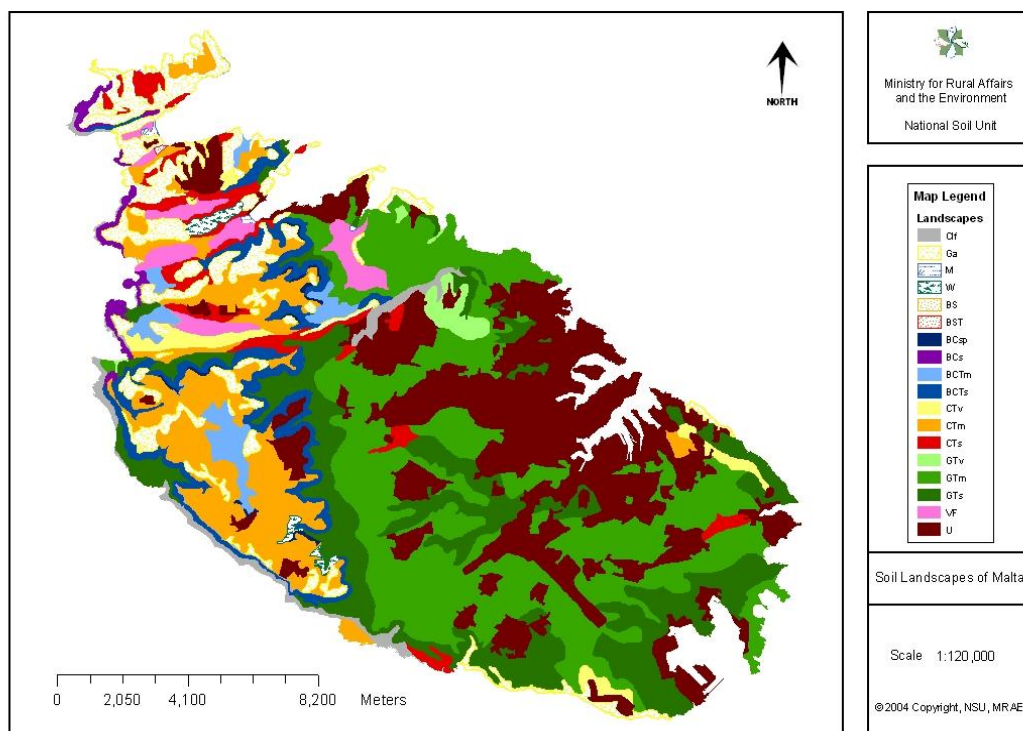 NORTH
0
2,050
4,100
8,200
Meters
Ministry for Rural Affairs
and the Environment
National Soil Unit
Map Legend
Landscapes
Clf
Ga
M
W
BS
BST
BCsp
BCs
BCTm
BCTs
CTv
CTm
CTs
GTv
GTm
GTs
VF
U
Soil Landscapes of Malta
Scale 1:120,000
©2004 Copyright, NSU, MRAE